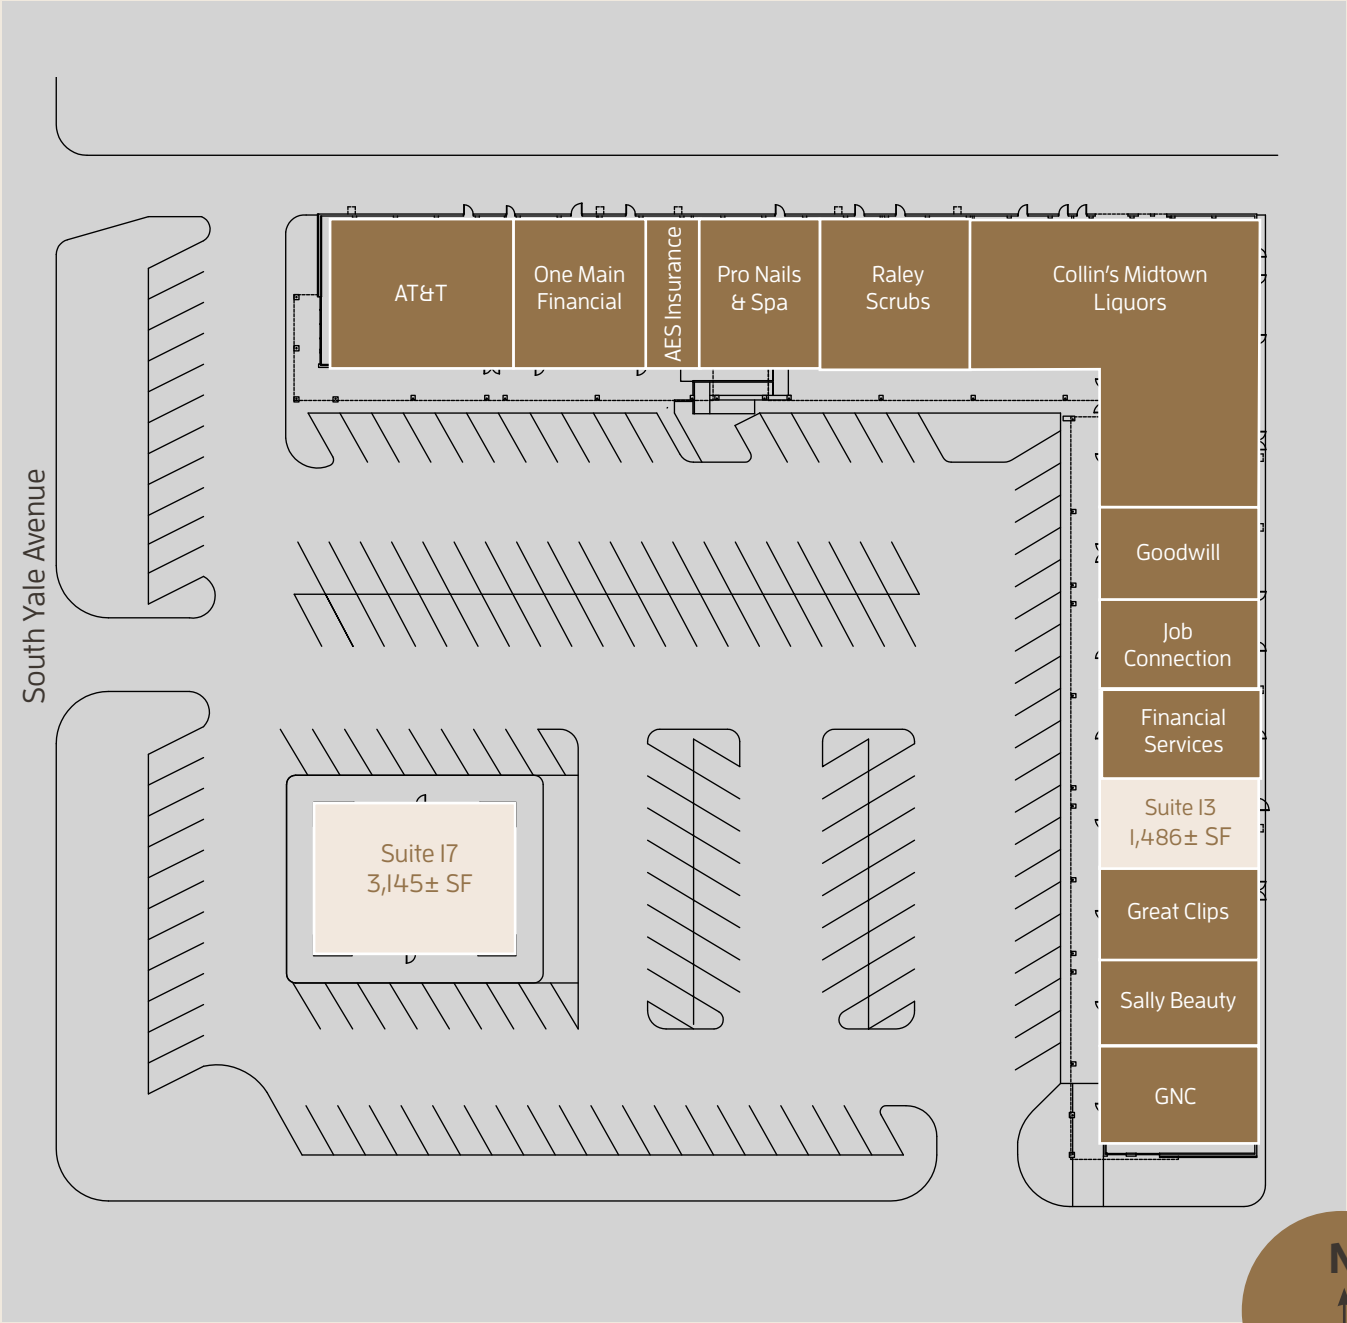 AT&T
One Main
Financial
AES Insurance
Pro Nails
& Spa
Raley
Scrubs
Collin's Midtown
Liquors
South Yale Avenue
Goodwill
Job
Connection
Financial
Services
Suite 13
1,486± SF
Suite 17
3,145± SF
Great Clips
Sally Beauty
GNC
N